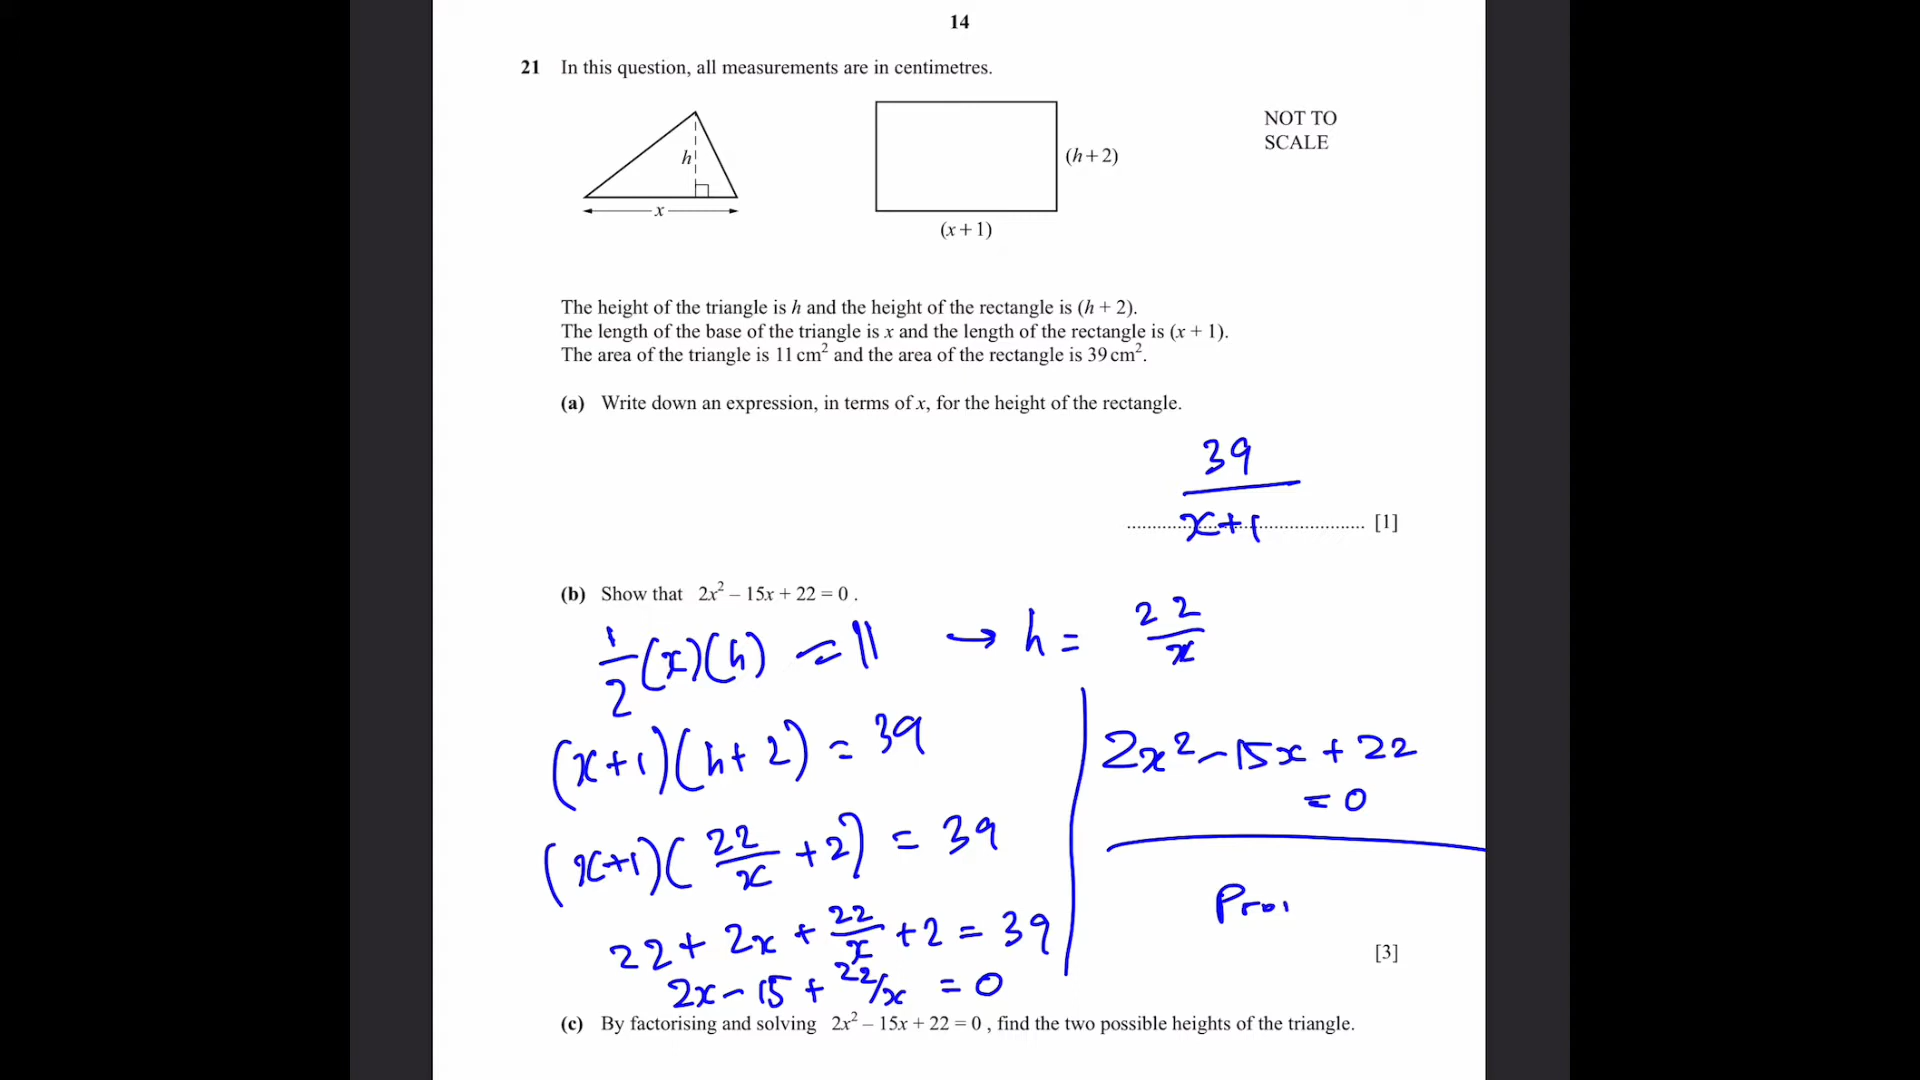 14
21 In this question, all measurements are in centimetres.
NOT TO
SCALE
h
(h + 2)
x
(x + 1)
The height of the triangle is h and the height of the rectangle is (h + 2).
The length of the base of the triangle is x and the length of the rectangle is (x + 1).
The area of the triangle is 11 cm² and the area of the rectangle is 39 cm².
(a) Write down an expression, in terms of x, for the height of the rectangle.
39
x+1 [1]
(b) Show that 2x² – 15x + 22 = 0 .
1/2 (x)(h) = 11 → h = 22/x
(x+1)(h+2) = 39
(x+1)(22/x + 2) = 39
22 + 2x + 22/x + 2 = 39
2x - 15 + 22/x = 0
2x² - 15x + 22
= 0
[3]
(c) By factorising and solving 2x² – 15x + 22 = 0 , find the two possible heights of the triangle.